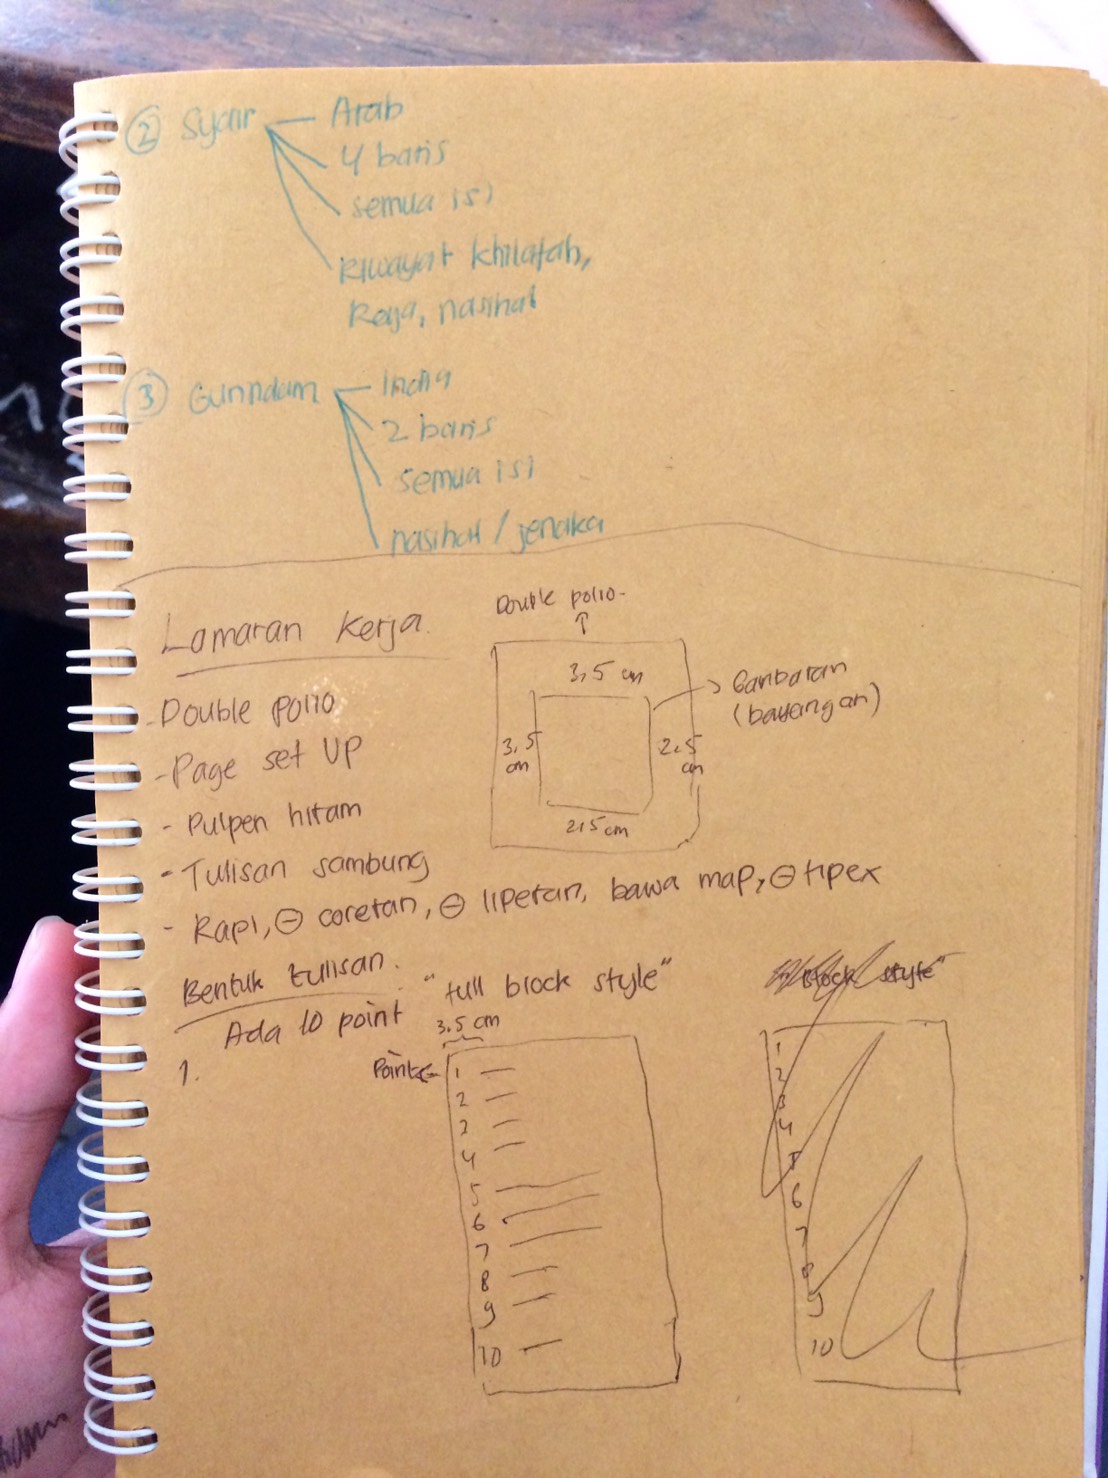 ② Syair — Arab
4 baris
semua isi
Riwayat khilafah,
Raja, nasihat
③ Gunndam — India
2 baris
semua isi
nasihat / jenaka
Lamaran Kerja.
Double polio-
3,5 cm
Gambaran
(bayangan)
3,5
cm
2.5
cm
2,5 cm
- Double polio
- Page set UP
- Pulpen hitam
- Tulisan sambung
- Rapi, ⊖ coretan, ⊖ lipetan, bawa map, ⊖ tipex
Bentuk tulisan.
Ada 10 point
1.
"full block style"
3.5 cm
Point
1
2
3
4
5
6
7
8
9
10
block style"
1
2
3
4
5
6
7
8
9
10